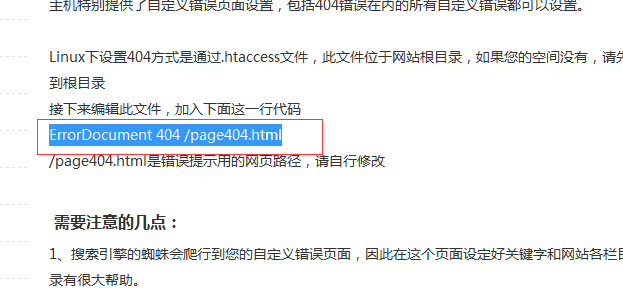 主机特别提供了自定义错误页面设置，包括404错误在内的所有自定义错误都可以设置。
Linux下设置404方式是通过.htaccess文件，此文件位于网站根目录，如果您的空间没有，请先
到根目录
接下来编辑此文件，加入下面这一行代码
ErrorDocument 404 /page404.html
/page404.html是错误提示用的网页路径，请自行修改
需要注意的几点：
1、搜索引擎的蜘蛛会爬行到您的自定义错误页面，因此在这个页面设定好关键字和网站各栏目
录有很大帮助。